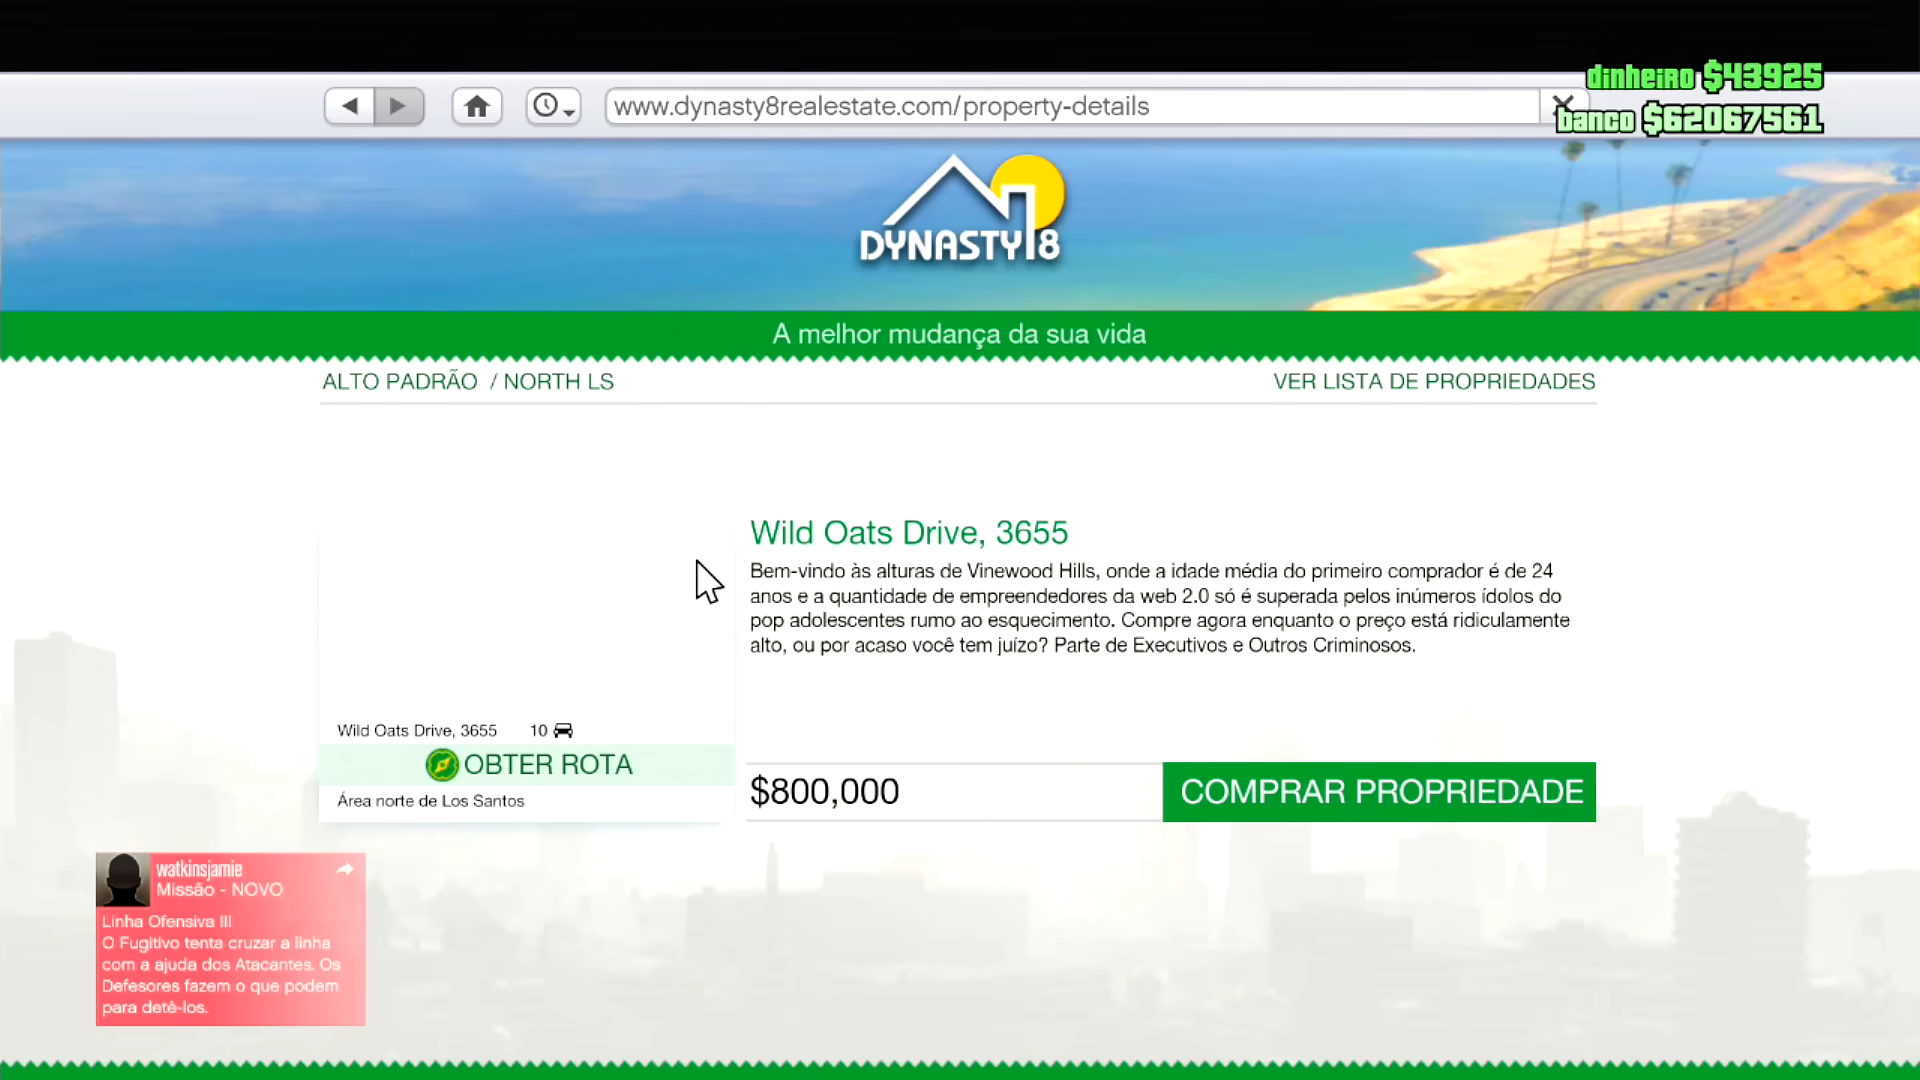 dinheiro $43925
www.dynasty8realestate.com/property-details
banco $62067561
DYNASTY 8
A melhor mudança da sua vida
ALTO PADRÃO / NORTH LS
VER LISTA DE PROPRIEDADES
Wild Oats Drive, 3655
Bem-vindo às alturas de Vinewood Hills, onde a idade média do primeiro comprador é de 24
anos e a quantidade de empreendedores da web 2.0 só é superada pelos inúmeros ídolos do
pop adolescentes rumo ao esquecimento. Compre agora enquanto o preço está ridiculamente
alto, ou por acaso você tem juízo? Parte de Executivos e Outros Criminosos.
Wild Oats Drive, 3655 10
OBTER ROTA
Área norte de Los Santos
$800,000
COMPRAR PROPRIEDADE
watkinsjamie
Missão - NOVO
Linha Ofensiva III
O Fugitivo tenta cruzar a linha
com a ajuda dos Atacantes. Os
Defesores fazem o que podem
para detê-los.